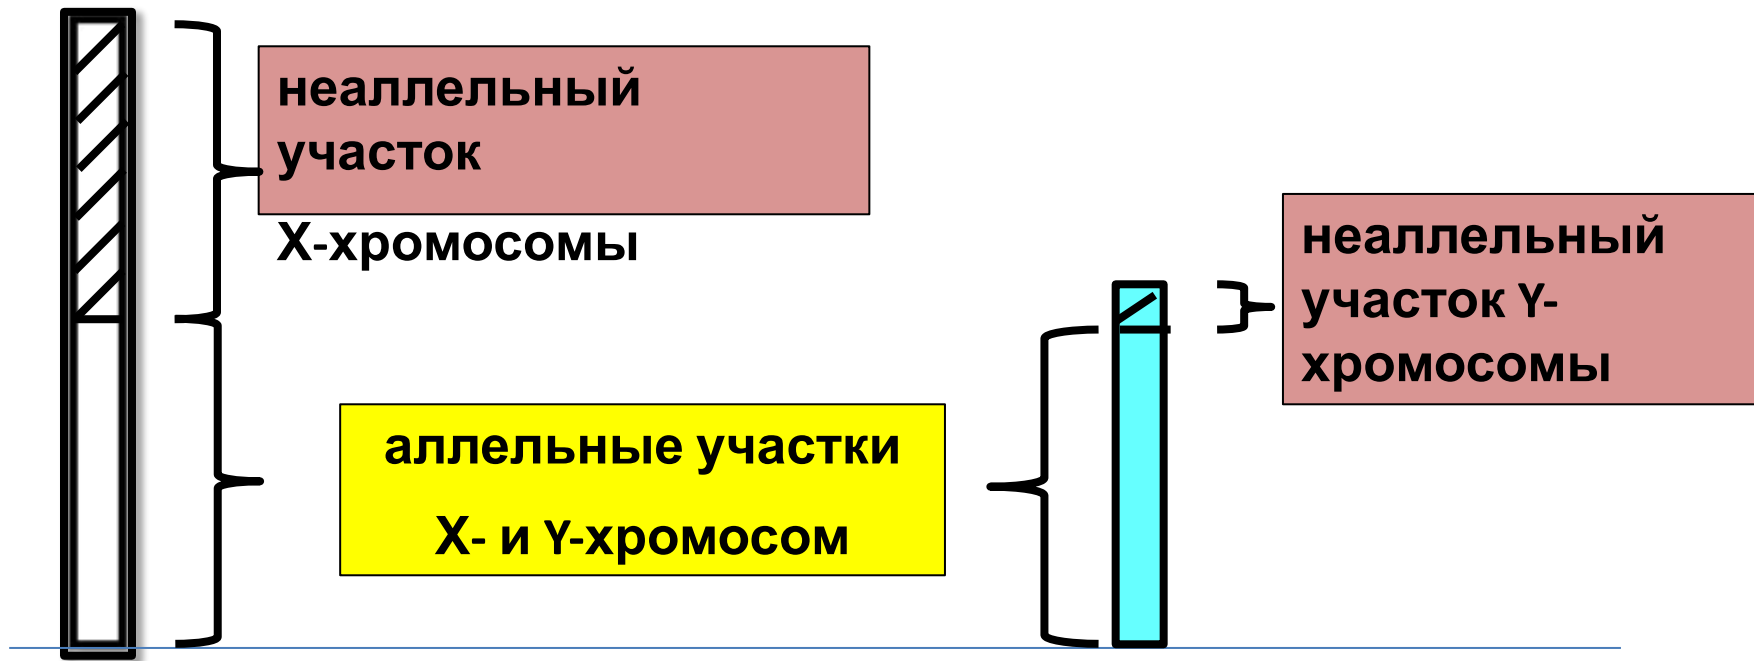 неаллельный
участок
Х-хромосомы
неаллельный
участок Y-
хромосомы
аллельные участки
Х- и Y-хромосом